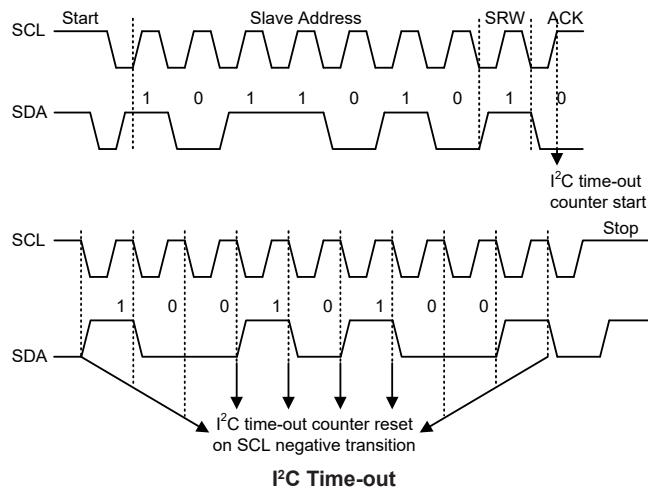 Start Slave Address SRW ACK
SCL
1 0 1 1 0 1 0 1 0
SDA
I²C time-out
counter start
Stop
SCL
1 0 0 1 0 1 0 0
SDA
I²C time-out counter reset
on SCL negative transition
I²C Time-out